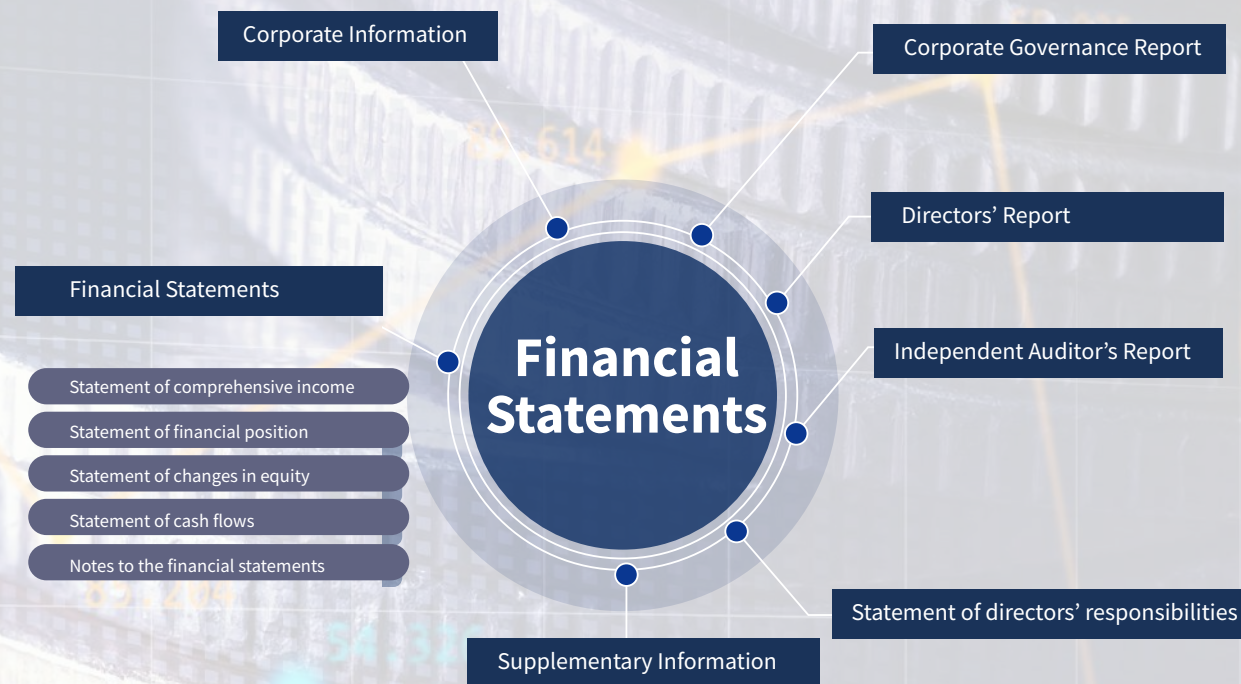 Corporate Information
Corporate Governance Report
89.614
Directors’ Report
Financial Statements
Independent Auditor’s Report
Financial
Statements
Statement of comprehensive income
Statement of financial position
Statement of changes in equity
Statement of cash flows
Notes to the financial statements
Statement of directors’ responsibilities
Supplementary Information